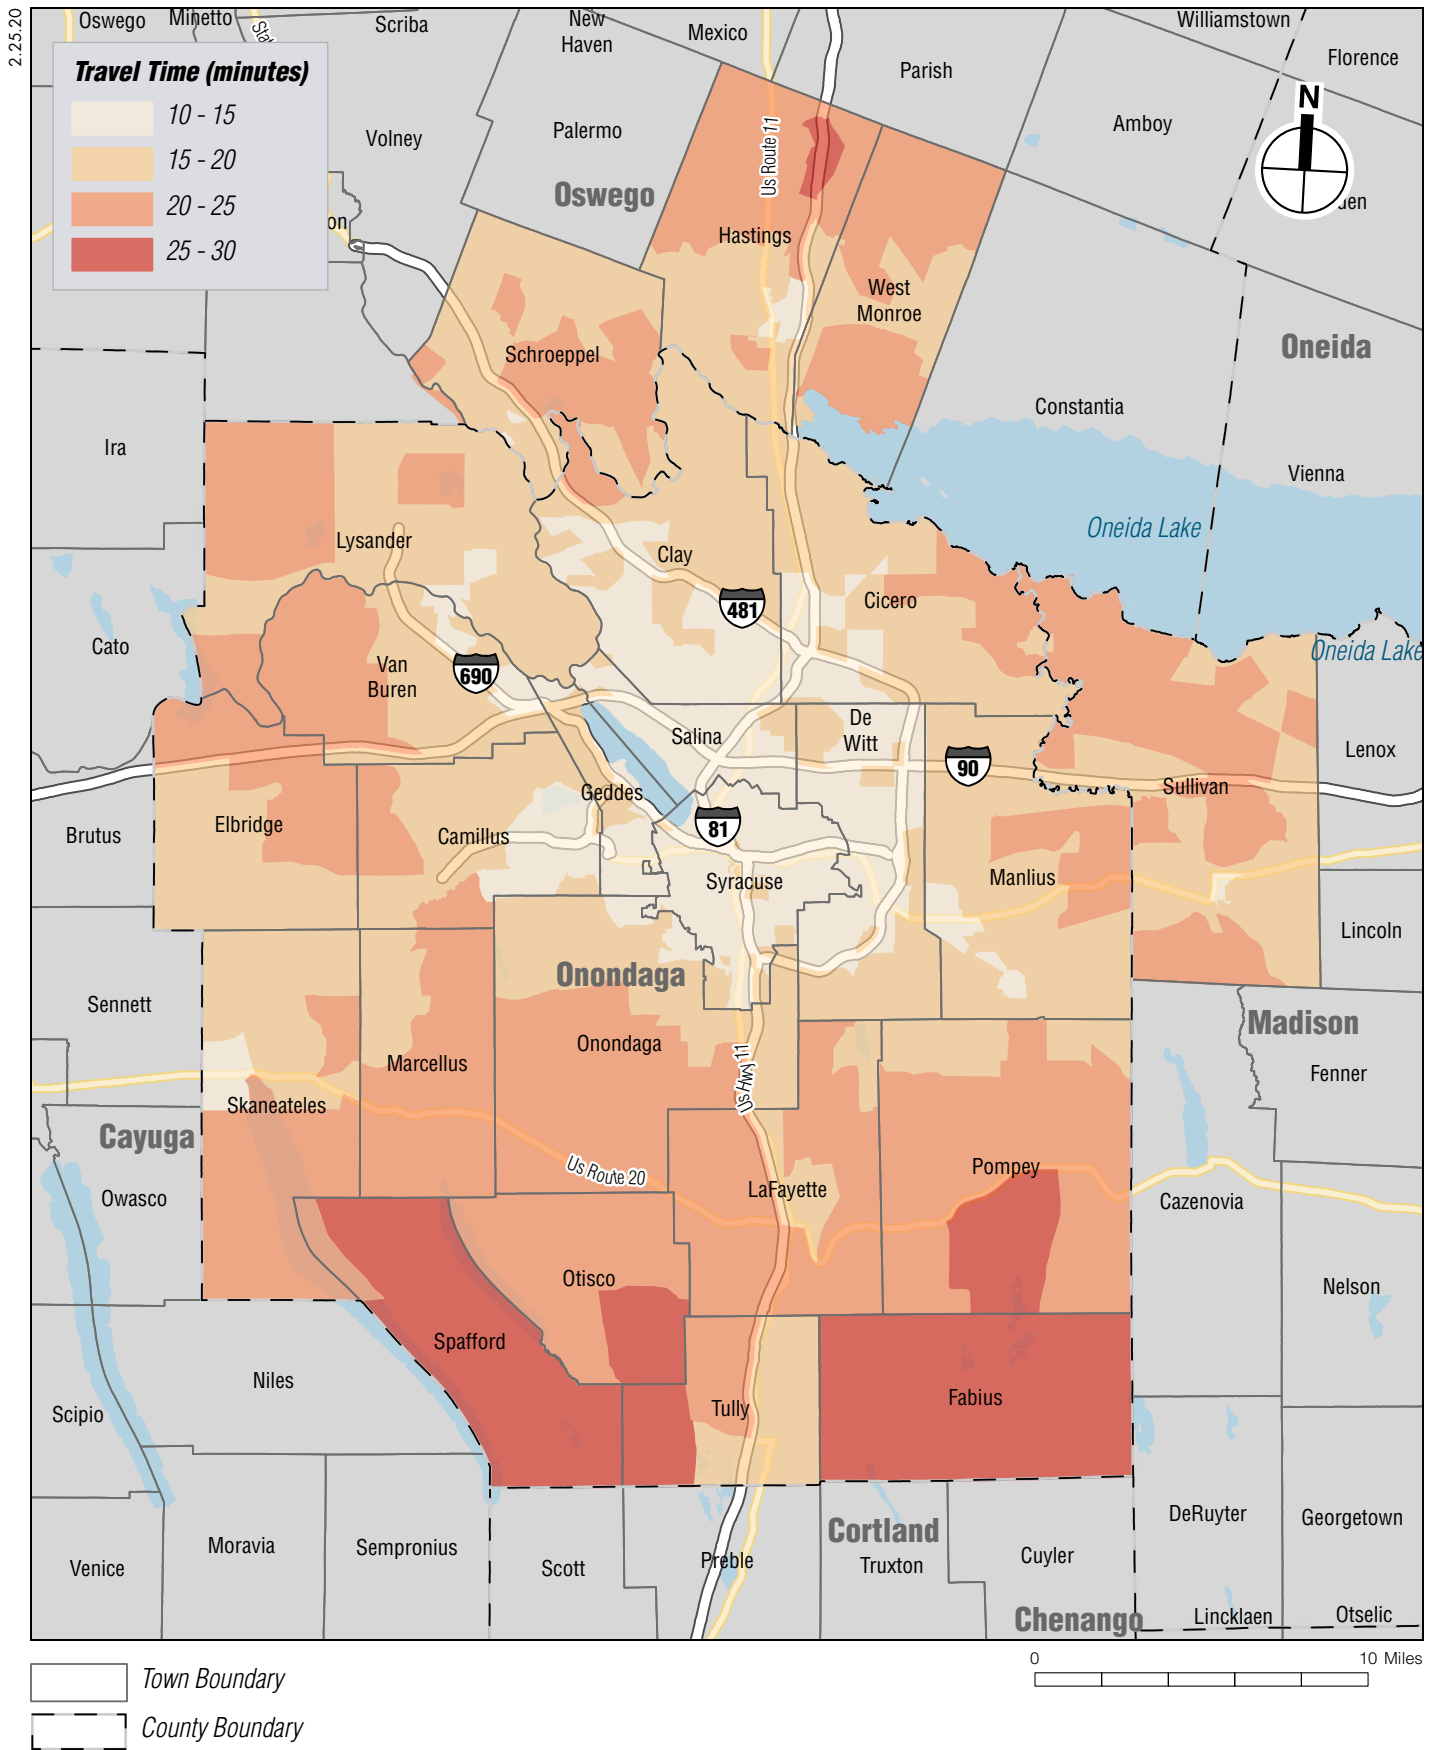 2.25.20
Oswego
Minetto
Scriba
New
Haven
Mexico
Williamstown
Florence
Parish
Amboy
Volney
Palermo
Travel Time (minutes)
10 - 15
15 - 20
20 - 25
25 - 30
N
Us Route 11
Oswego
on
den
Hastings
West
Monroe
Schroeppel
Oneida
Constantia
Ira
Vienna
Oneida Lake
Lysander
Clay
481
Cicero
Cato
Oneida Lake
Van
Buren
690
De
Witt
Salina
Lenox
90
Sullivan
Geddes
81
Brutus
Elbridge
Camillus
Syracuse
Manlius
Lincoln
Onondaga
Sennett
Madison
Onondaga
Marcellus
Us Hwy 11
Fenner
Skaneateles
Cayuga
Us Route 20
Pompey
LaFayette
Owasco
Cazenovia
Otisco
Nelson
Spafford
Niles
Scipio
Tully
Fabius
DeRuyter
Georgetown
Cortland
Moravia
Sempronius
Scott
Preble
Truxton
Cuyler
Venice
Chenango
Lincklaen
Otselic
0
10 Miles
Town Boundary
County Boundary